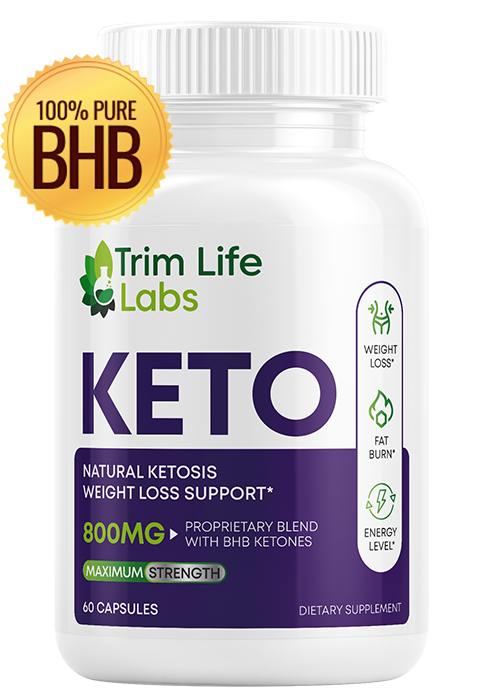 100% PURE
BHB
Trim Life
Labs
KETO
NATURAL KETOSIS
WEIGHT LOSS SUPPORT*
800MG
PROPRIETARY BLEND
WITH BHB KETONES
MAXIMUM STRENGTH
60 CAPSULES
DIETARY SUPPLEMENT
WEIGHT
LOSS*
FAT
BURN*
ENERGY
LEVEL*